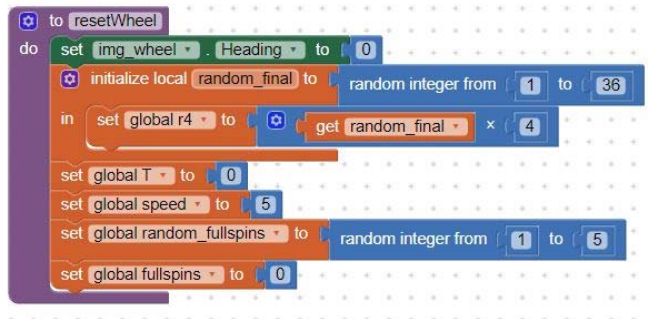 to resetWheel
do set img_wheel . Heading to 0
initialize local random_final to random integer from 1 to 36
in set global r4 to get random_final × 4
set global T to 0
set global speed to 5
set global random_fullspins to random integer from 1 to 5
set global fullspins to 0